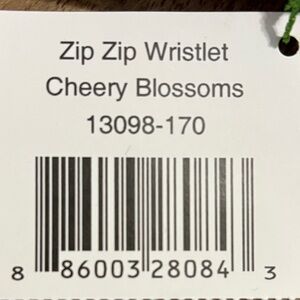 Zip Zip Wristlet
Cheery Blossoms
13098-170
8 86003 28084 3